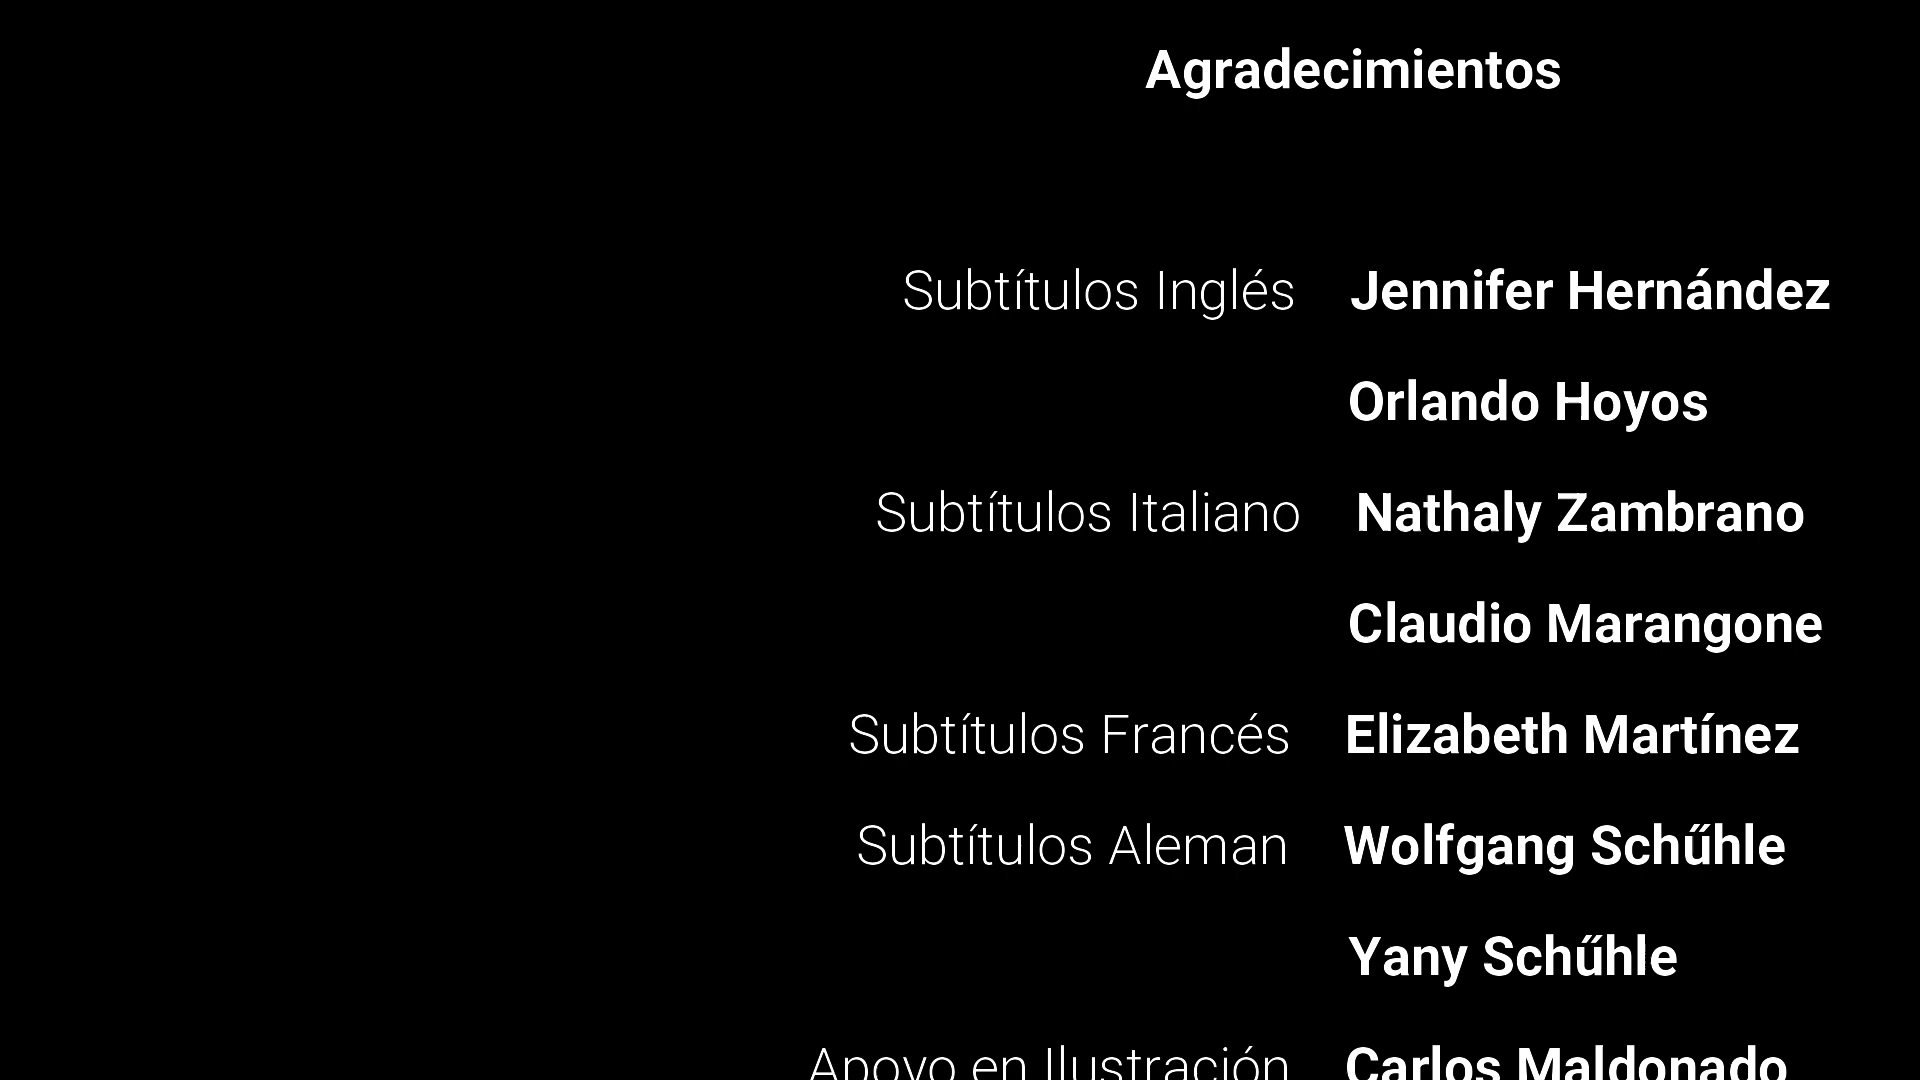 Agradecimientos
Subtítulos Inglés Jennifer Hernández
Orlando Hoyos
Subtítulos Italiano Nathaly Zambrano
Claudio Marangone
Subtítulos Francés Elizabeth Martínez
Subtítulos Aleman Wolfgang Schűhle
Yany Schűhle
Apoyo en Ilustración Carlos Maldonado